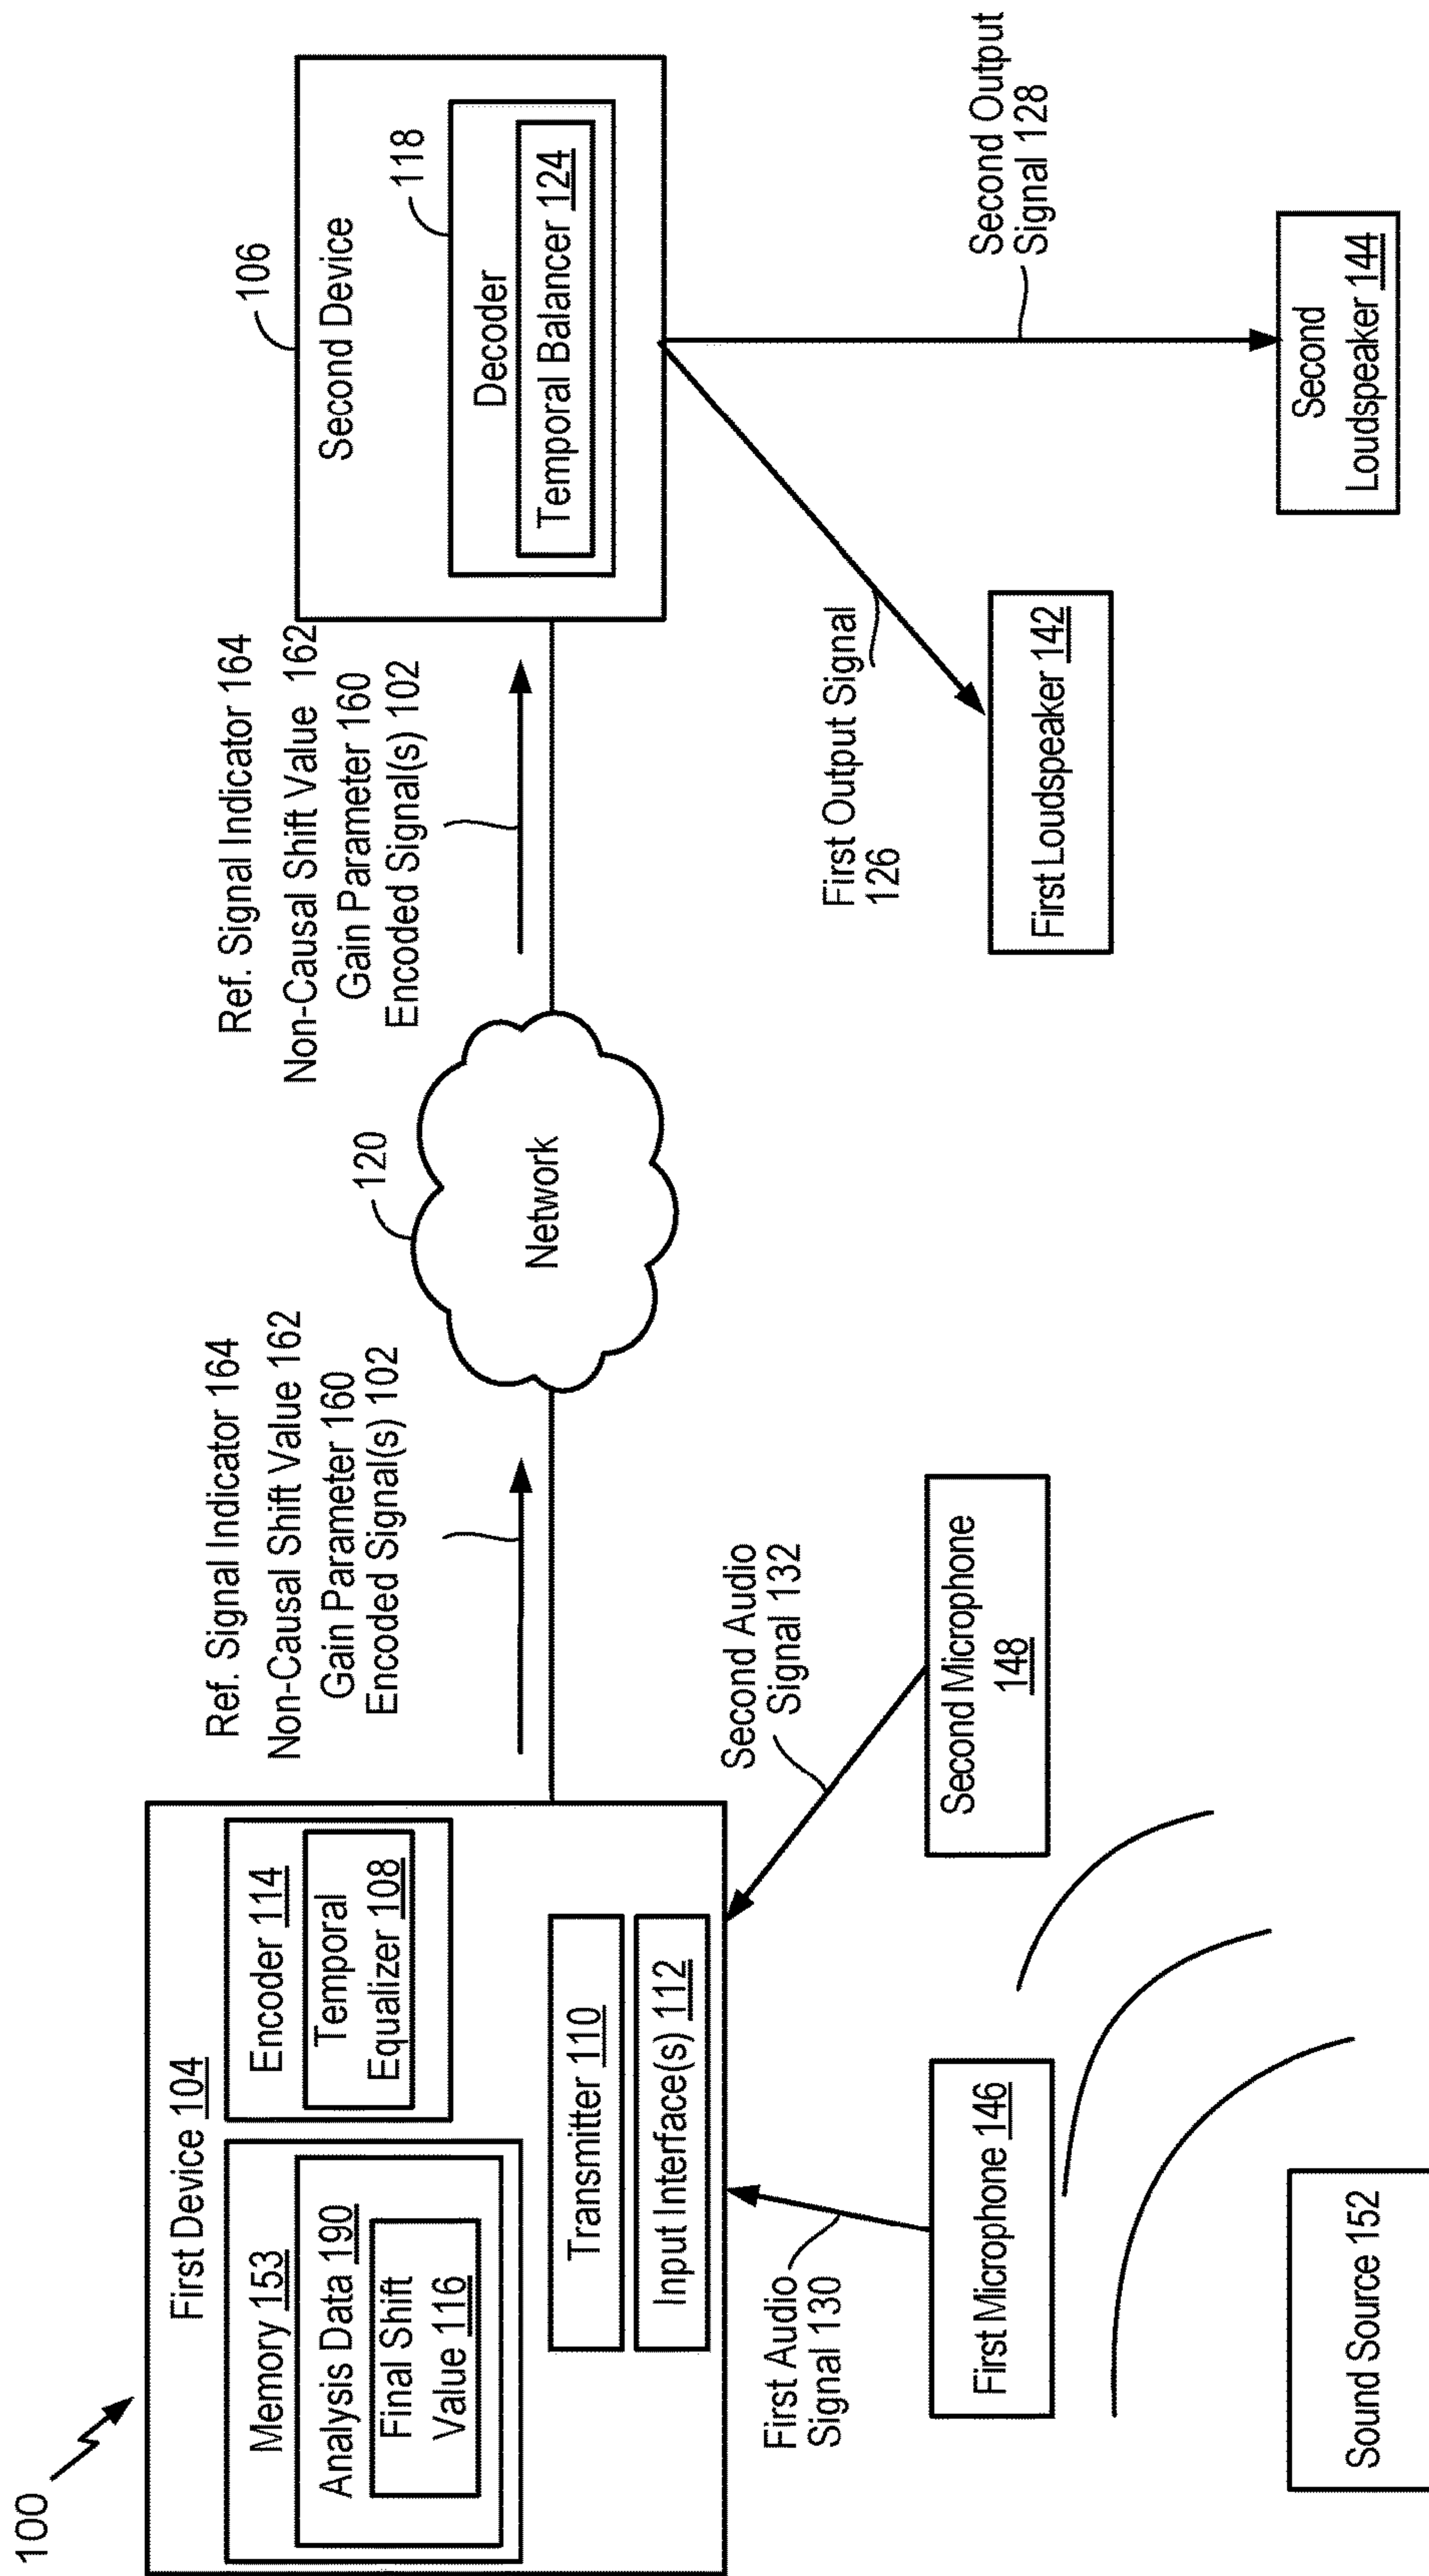 100
First Device 104
Memory 153
Analysis Data 190
Final Shift
Value 116
Encoder 114
Temporal
Equalizer 108
Transmitter 110
Input Interface(s) 112
Ref. Signal Indicator 164
Non-Causal Shift Value 162
Gain Parameter 160
Encoded Signal(s) 102
120
Network
Ref. Signal Indicator 164
Non-Causal Shift Value 162
Gain Parameter 160
Encoded Signal(s) 102
106
Second Device
118
Decoder
Temporal Balancer 124
First Audio
Signal 130
Second Audio
Signal 132
First Microphone 146
Second Microphone
148
Sound Source 152
First Output Signal
126
Second Output
Signal 128
First Loudspeaker 142
Second
Loudspeaker 144